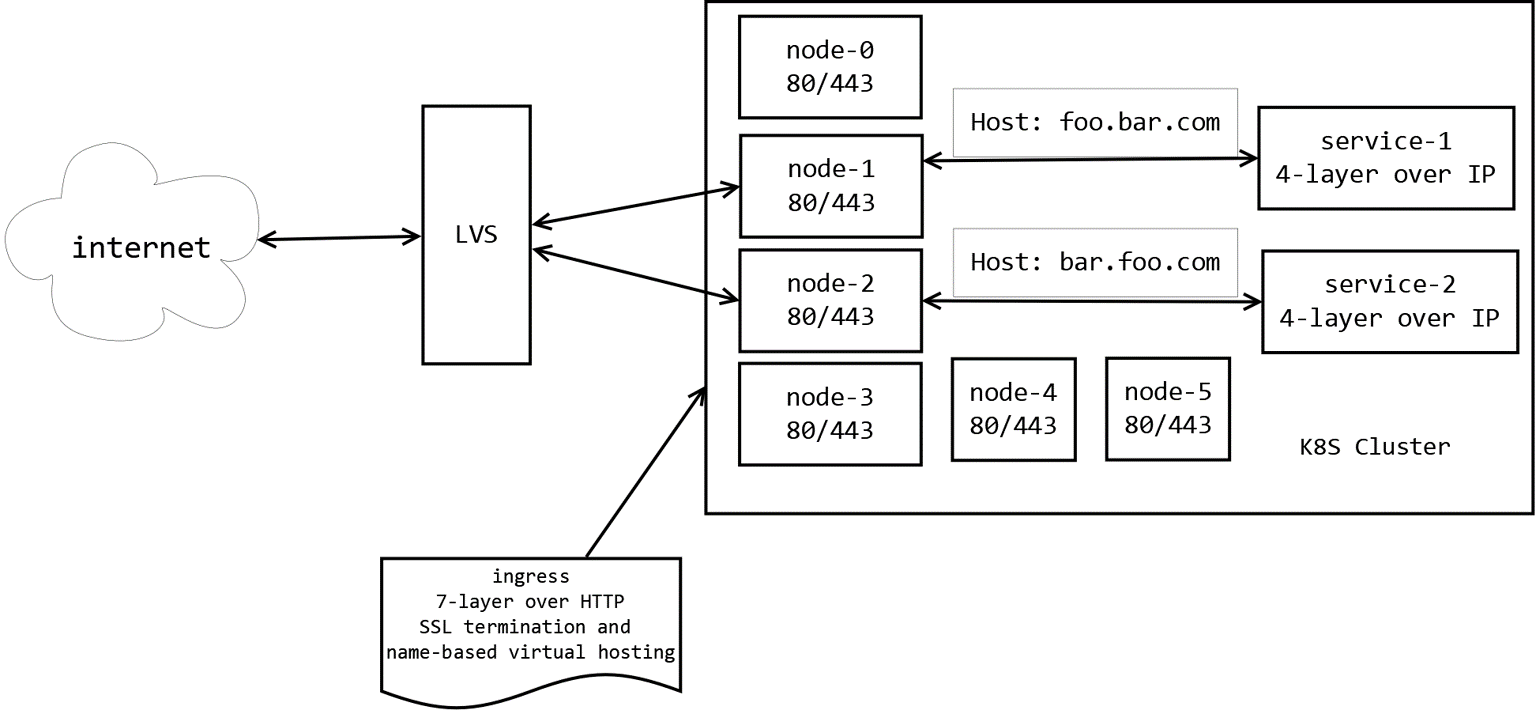 internet
LVS
node-0
80/443
node-1
80/443
node-2
80/443
node-3
80/443
node-4
80/443
node-5
80/443
Host: foo.bar.com
Host: bar.foo.com
service-1
4-layer over IP
service-2
4-layer over IP
K8S Cluster
ingress
7-layer over HTTP
SSL termination and
name-based virtual hosting